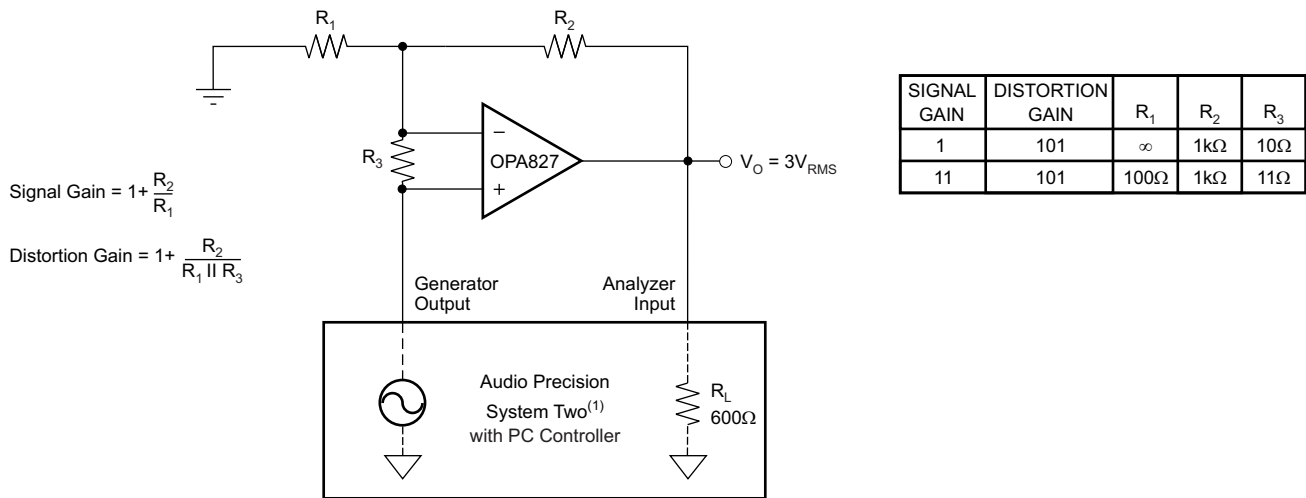 R1
R2
R3
−
OPA827
+
VO = 3VRMS
Signal Gain = 1+ R2/R1
Distortion Gain = 1+ R2/(R1 II R3)
Generator Output
Analyzer Input
Audio Precision
System Two(1)
with PC Controller
RL
600Ω
SIGNAL GAIN DISTORTION GAIN R1 R2 R3
1 101 ∞ 1kΩ 10Ω
11 101 100Ω 1kΩ 11Ω